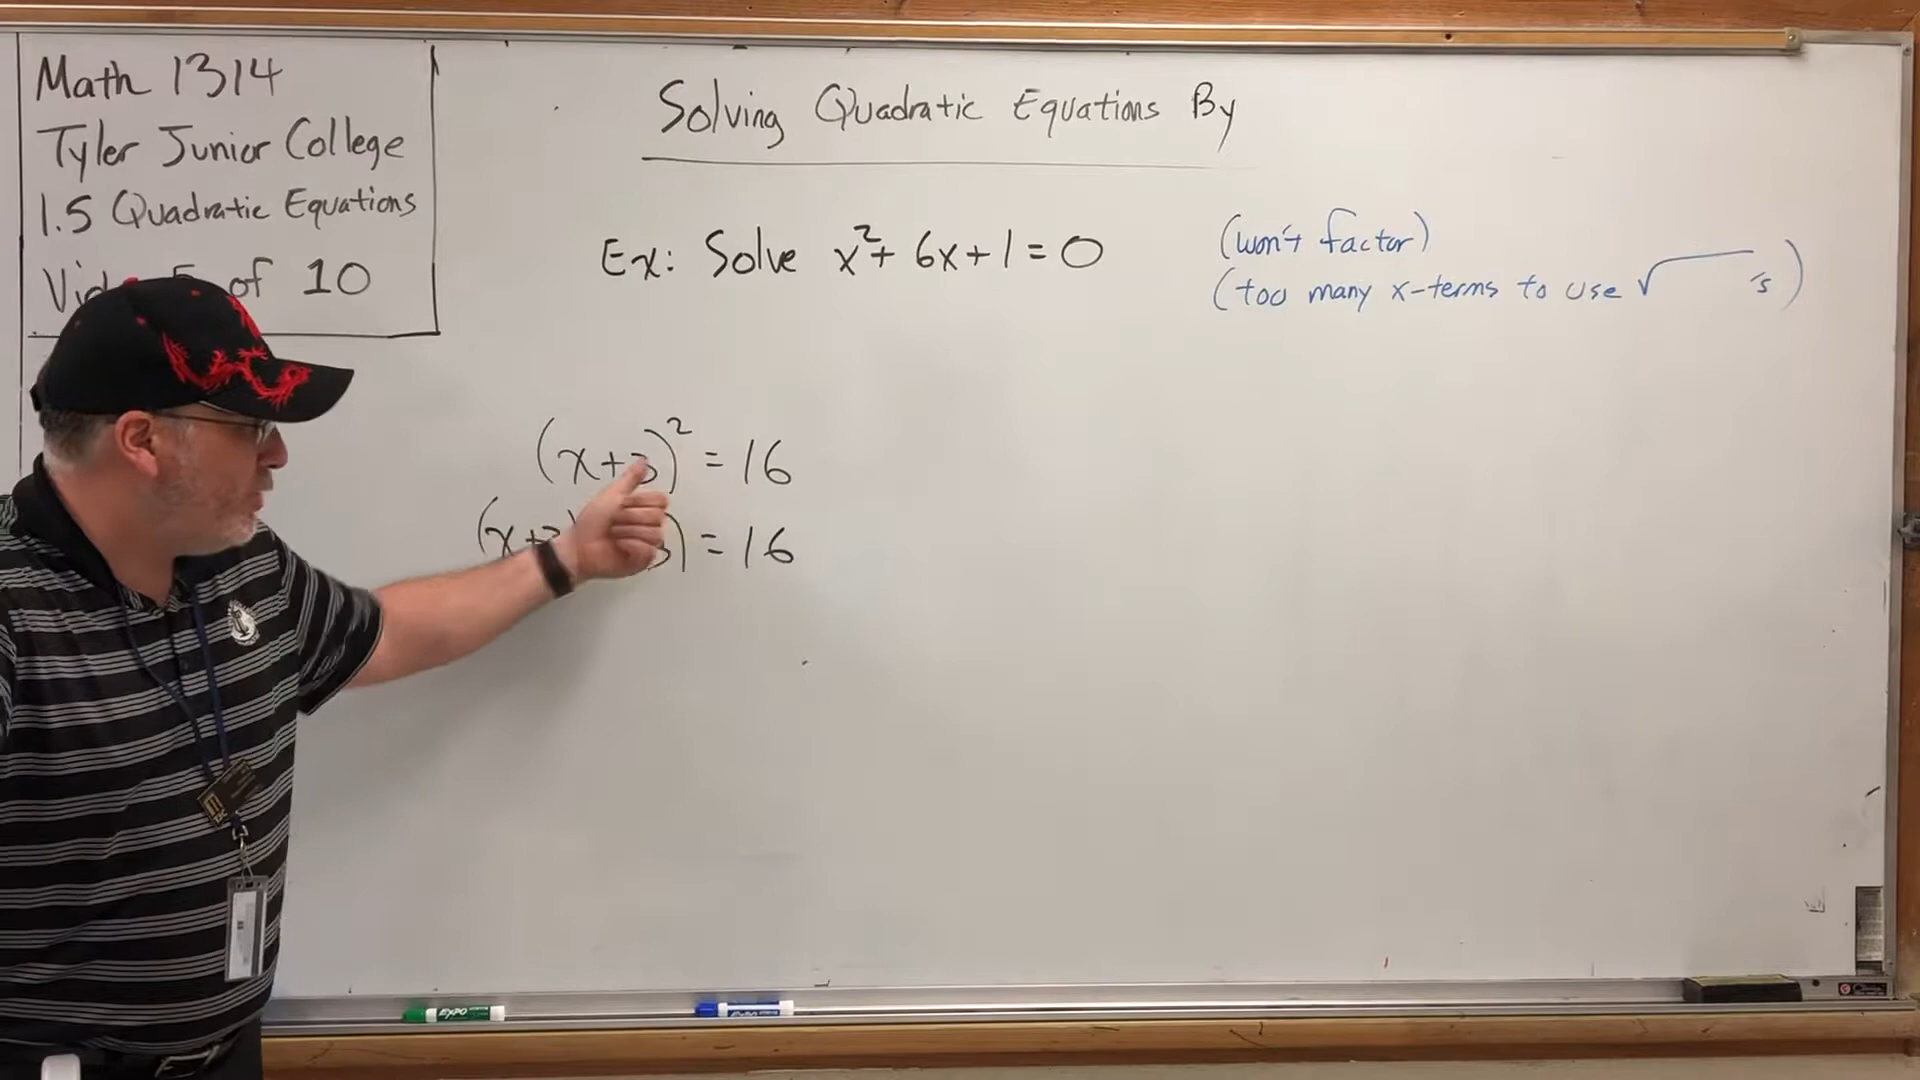 Math 1314
Tyler Junior College
1.5 Quadratic Equations
of 10
Solving Quadratic Equations By
Ex: Solve x²+ 6x+1=0
(won't factor)
(too many x-terms to use √ 's)
(x+3)² = 16
= 16
EXPO